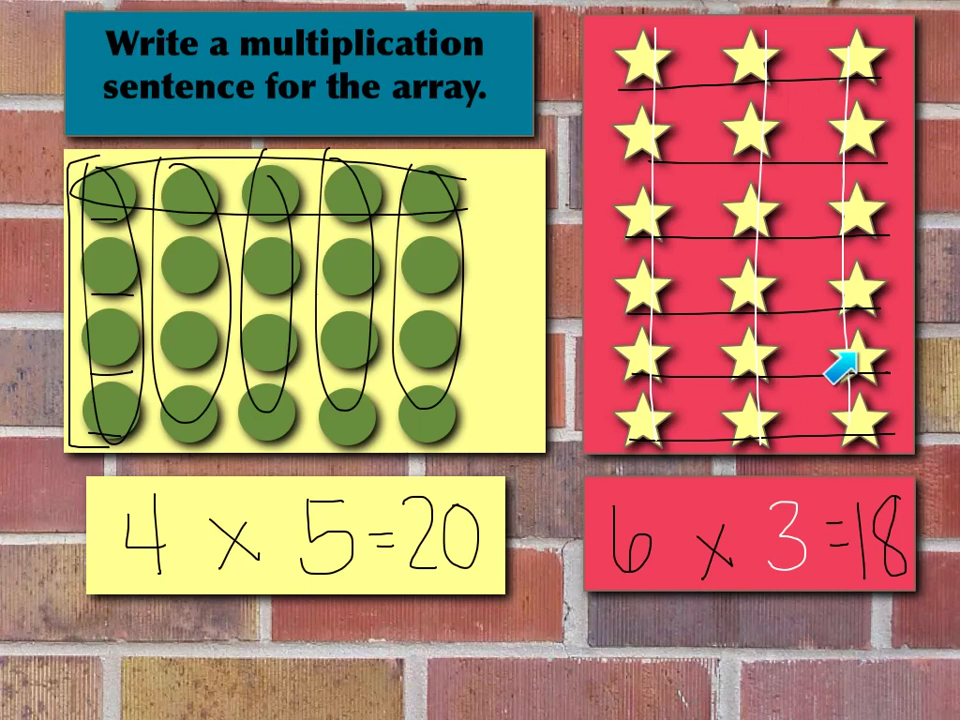 Write a multiplication
sentence for the array.
4 x 5=20
6 x 3=18